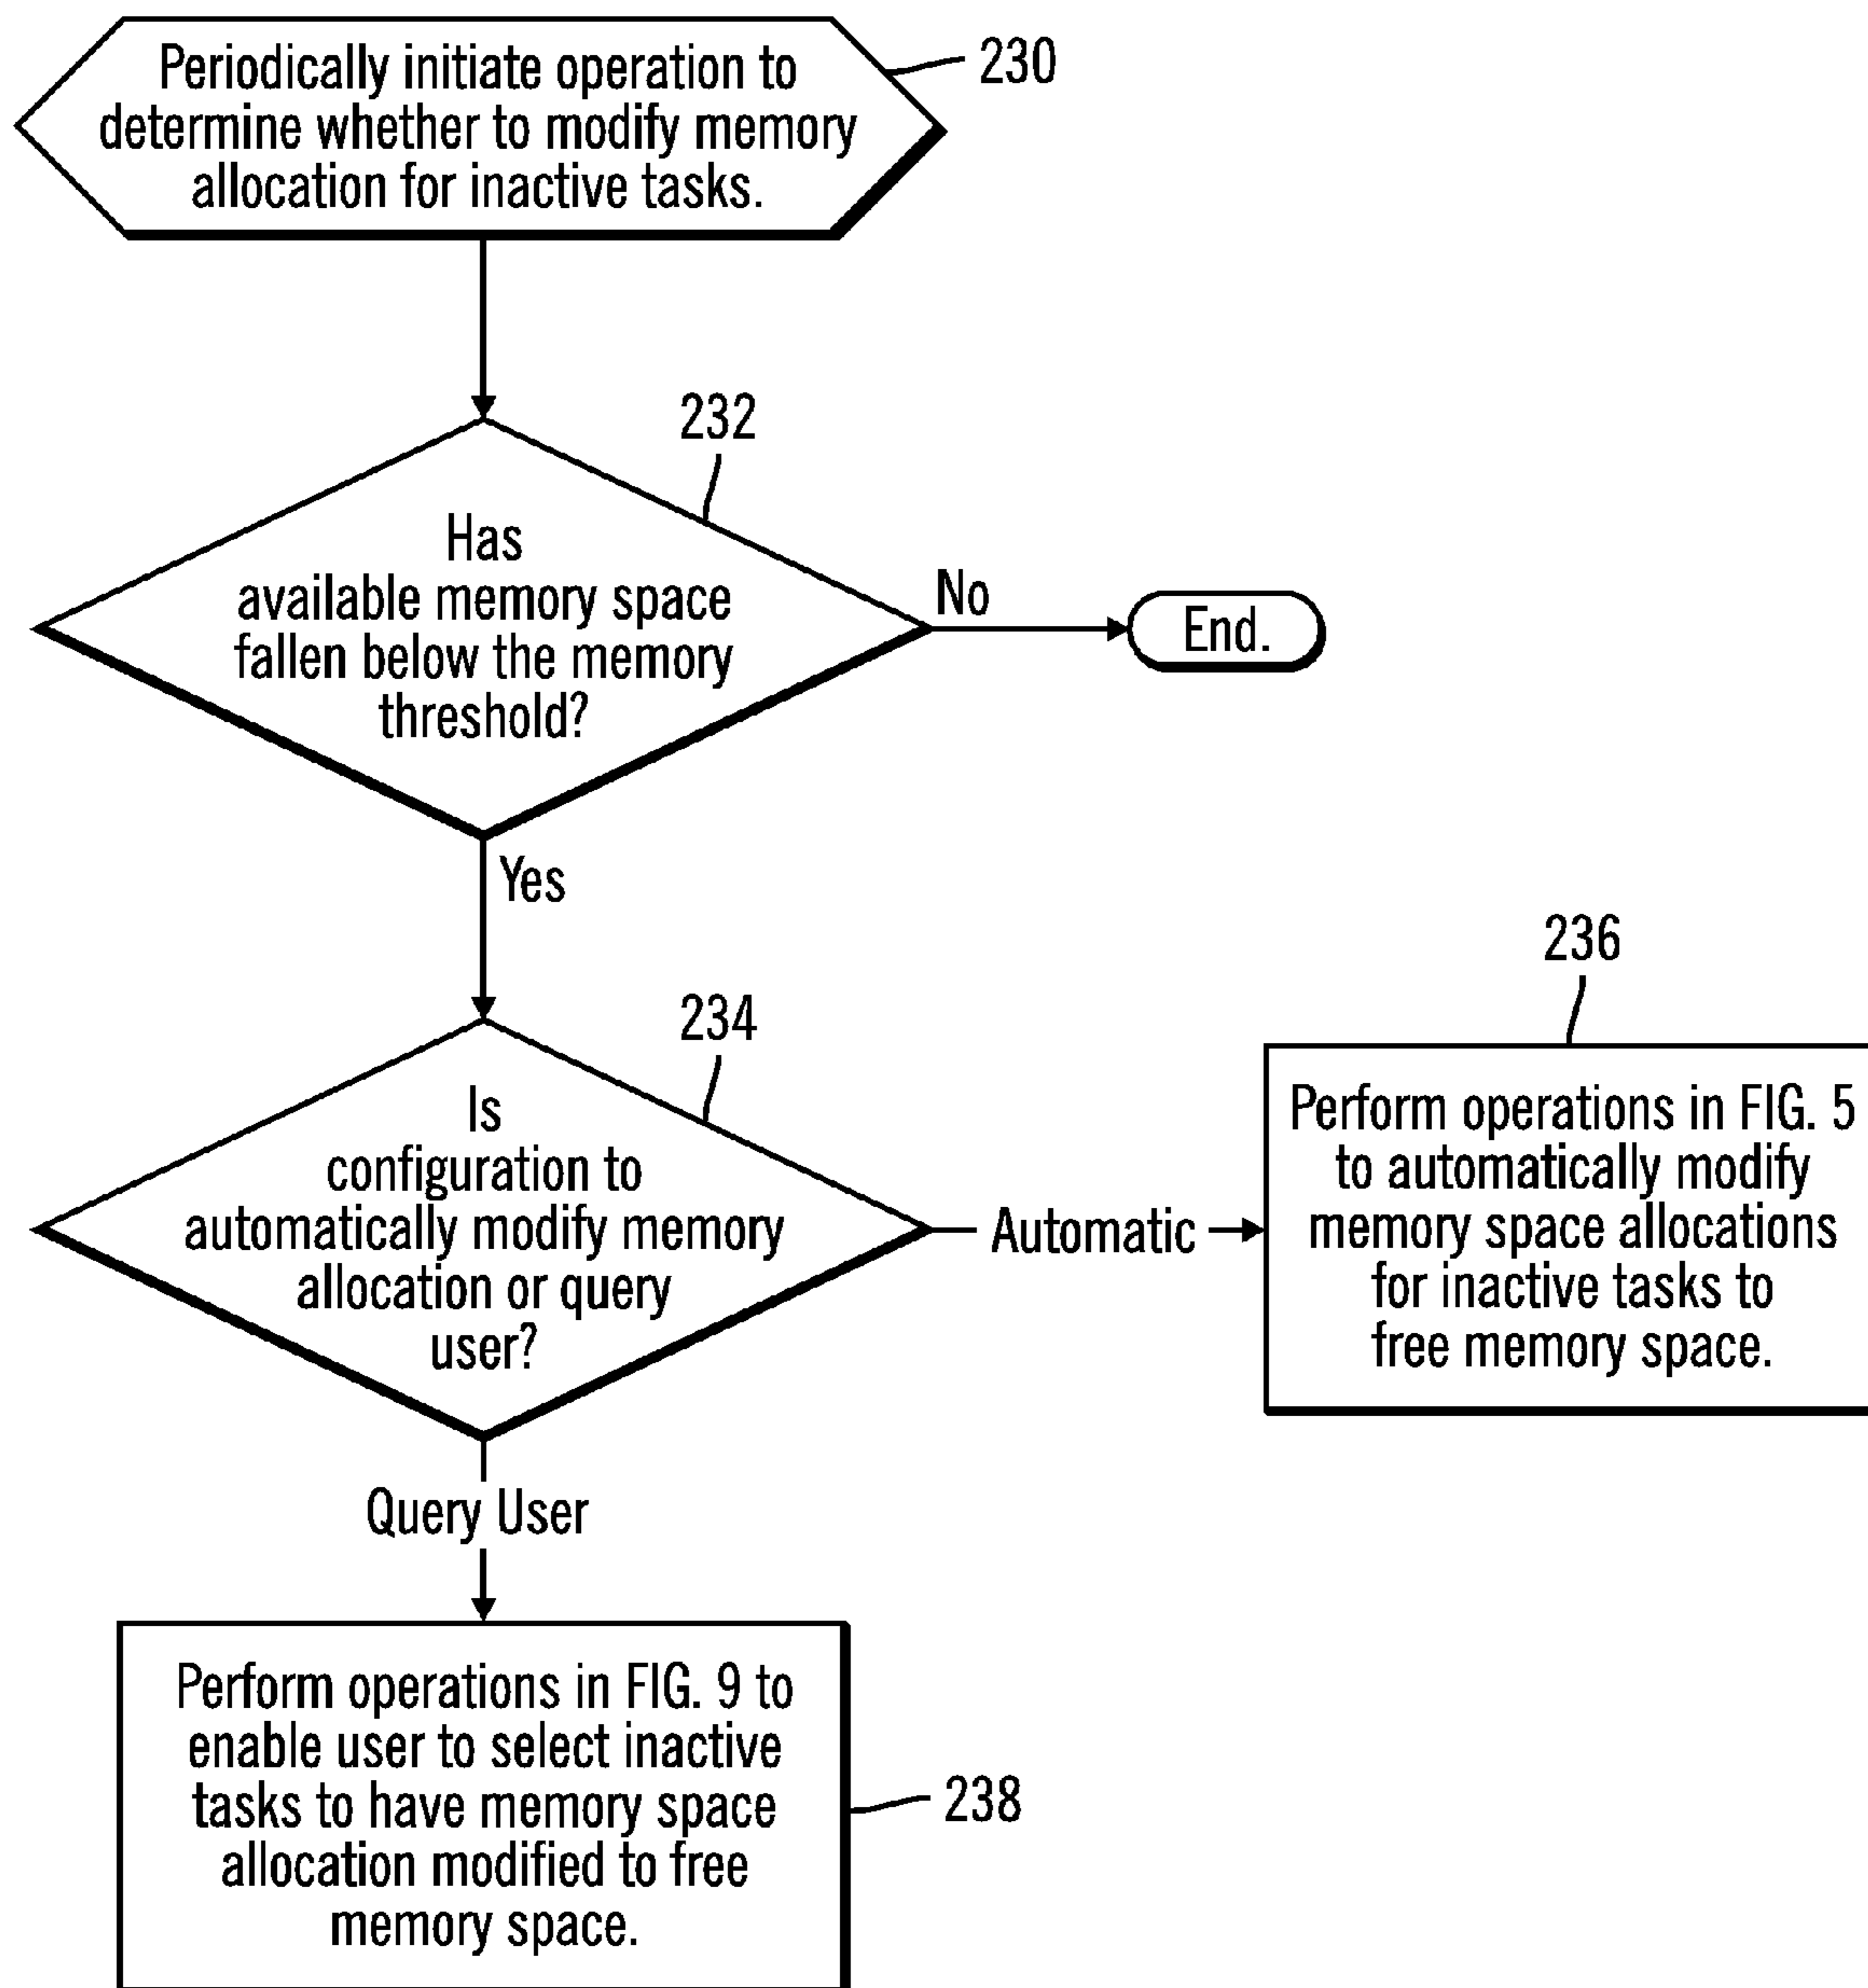 Periodically initiate operation to
determine whether to modify memory
allocation for inactive tasks.
230
232
Has
available memory space
fallen below the memory
threshold?
No
End.
Yes
234
Is
configuration to
automatically modify memory
allocation or query
user?
Automatic
236
Perform operations in FIG. 5
to automatically modify
memory space allocations
for inactive tasks to
free memory space.
Query User
Perform operations in FIG. 9 to
enable user to select inactive
tasks to have memory space
allocation modified to free
memory space.
238